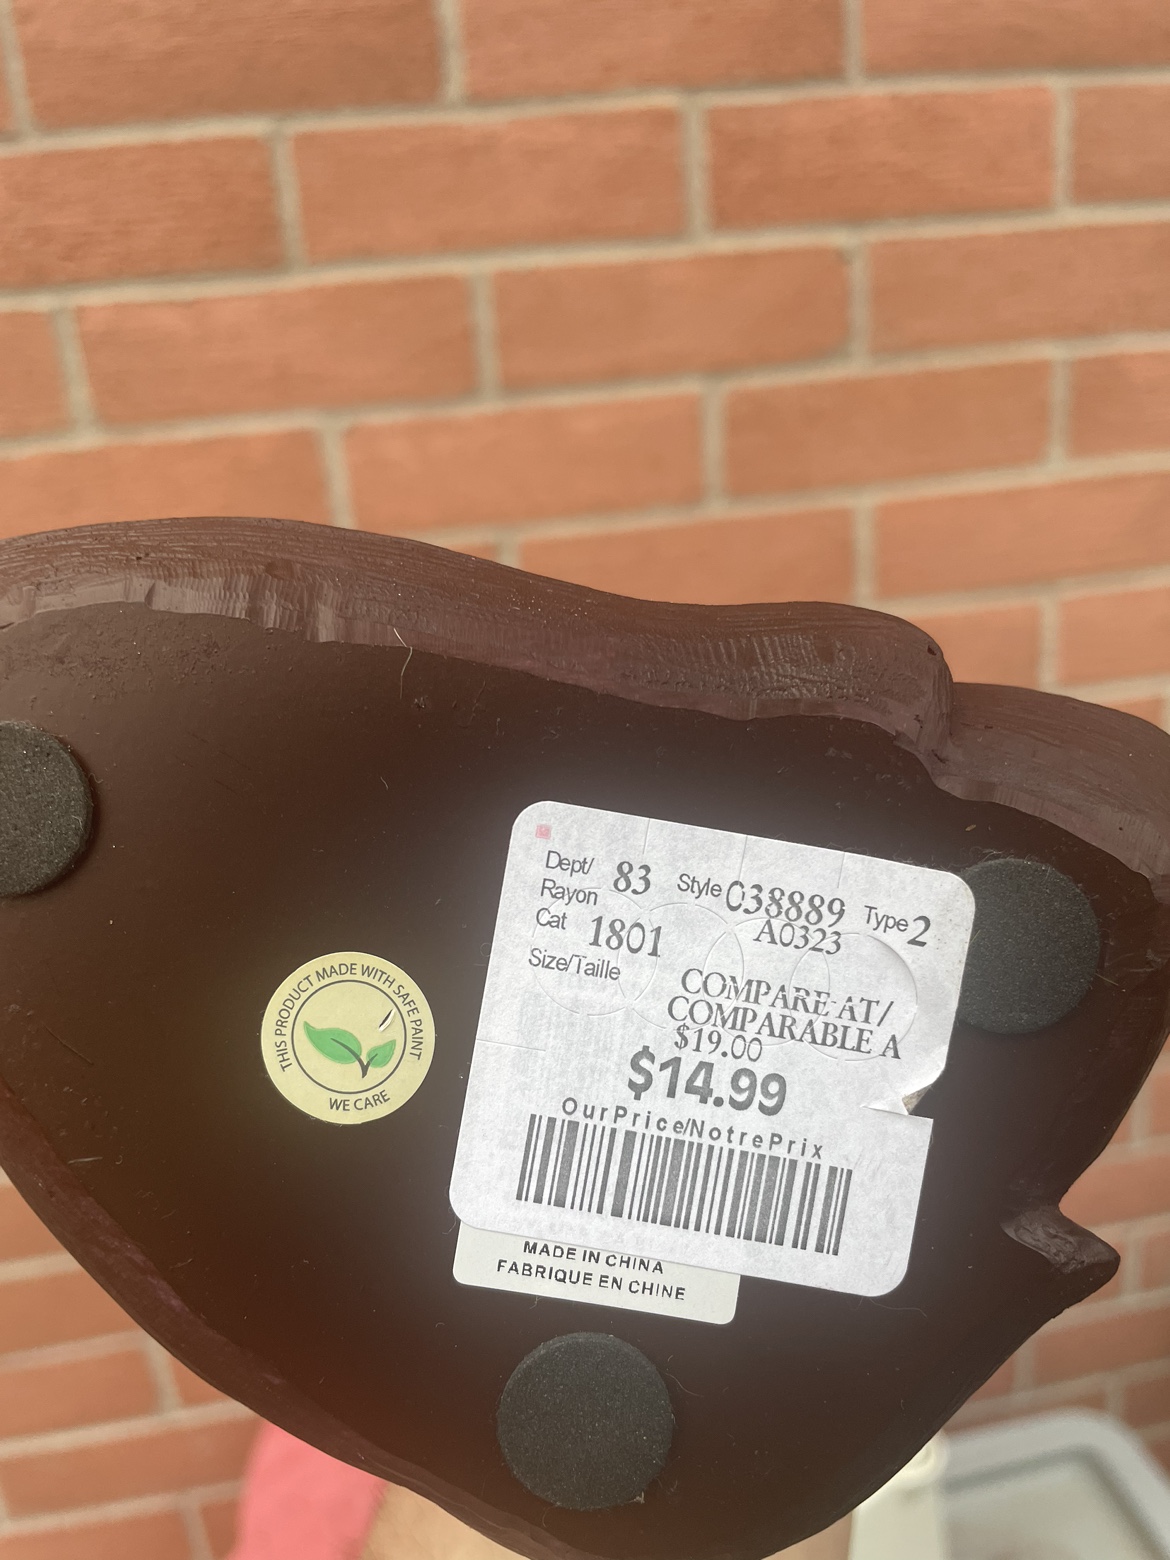 THIS PRODUCT MADE WITH SAFE PAINT
WE CARE
Dept/ 83 Style 038889 Type 2
Rayon
A0323
Cat 1801
Size/Taille
COMPARE AT/
COMPARABLE A
$19.00
$14.99
OurPrice/NotrePrix
MADE IN CHINA
FABRIQUE EN CHINE